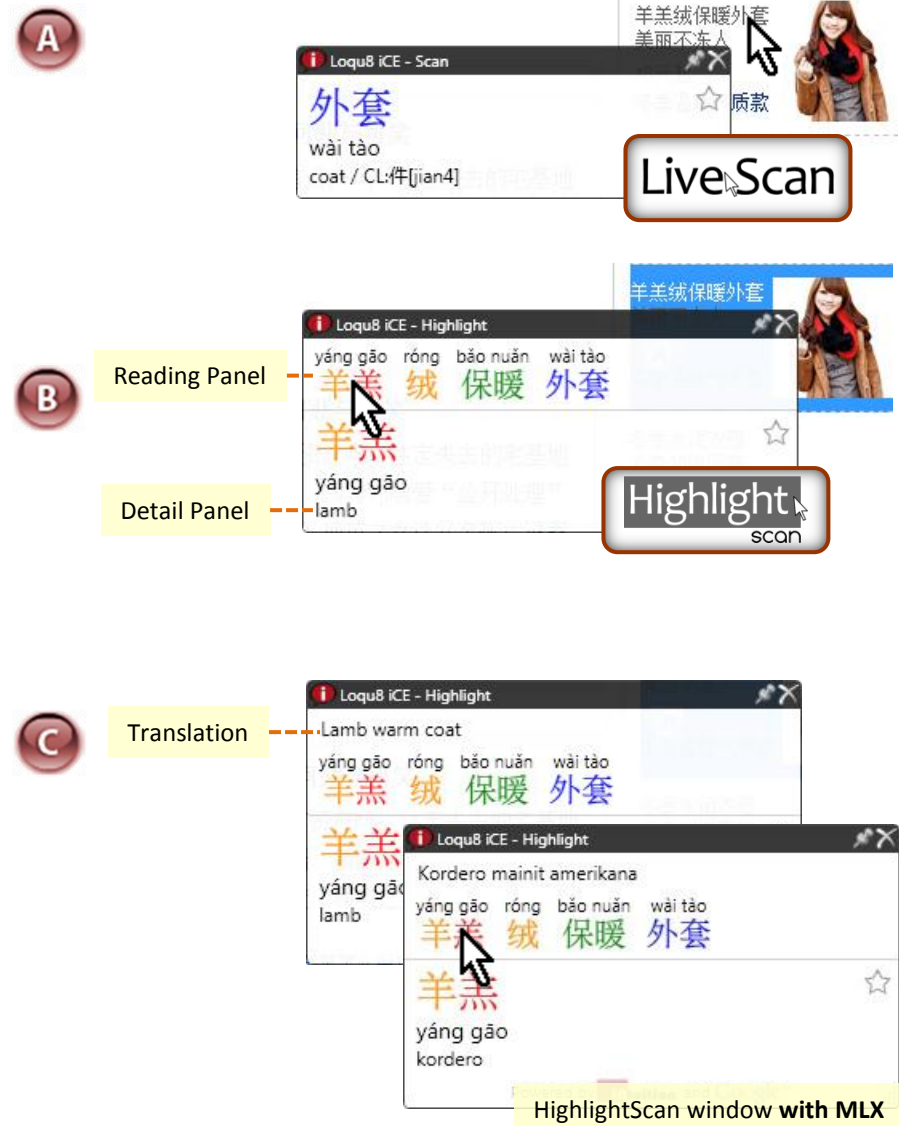 A
羊羔绒保暖外套
美丽不冻人
Loqu8 iCE - Scan
外套
质款
wài tào
coat / CL:件[jian4]
Live Scan
B
羊羔绒保暖外套
Loqu8 iCE - Highlight
Reading Panel
yáng gāo róng bǎo nuǎn wài tào
羊羔 绒 保暖 外套
羊羔
yáng gāo
Detail Panel
lamb
Highlight
scan
C
Loqu8 iCE - Highlight
Translation
Lamb warm coat
yáng gāo róng bǎo nuǎn wài tào
羊羔 绒 保暖 外套
羊羔
yáng gāo
lamb
Loqu8 iCE - Highlight
Kordero mainit amerikana
yáng gāo róng bǎo nuǎn wài tào
羊羔 绒 保暖 外套
羊羔
yáng gāo
kordero
HighlightScan window with MLX